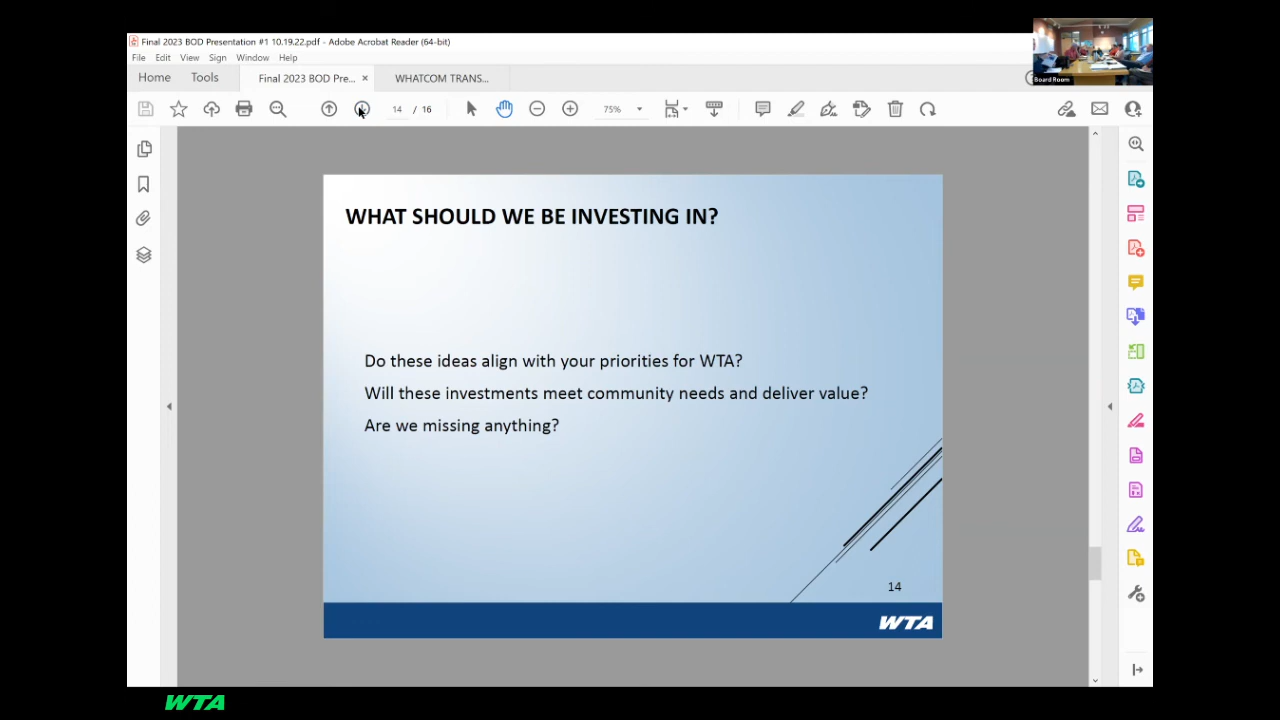 Final 2023 BOD Presentation #1 10.19.22.pdf - Adobe Acrobat Reader (64-bit)
File Edit View Sign Window Help
Home Tools Final 2023 BOD Pre... × WHATCOM TRANS...
14 / 16 75%
Board Room
WHAT SHOULD WE BE INVESTING IN?
Do these ideas align with your priorities for WTA?
Will these investments meet community needs and deliver value?
Are we missing anything?
14
WTA
WTA